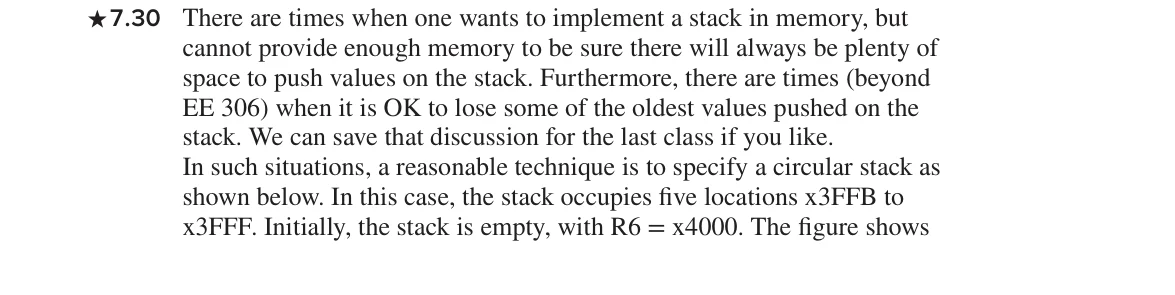 ★7.30 There are times when one wants to implement a stack in memory, but
cannot provide enough memory to be sure there will always be plenty of
space to push values on the stack. Furthermore, there are times (beyond
EE 306) when it is OK to lose some of the oldest values pushed on the
stack. We can save that discussion for the last class if you like.
In such situations, a reasonable technique is to specify a circular stack as
shown below. In this case, the stack occupies five locations x3FFB to
x3FFF. Initially, the stack is empty, with R6 = x4000. The figure shows